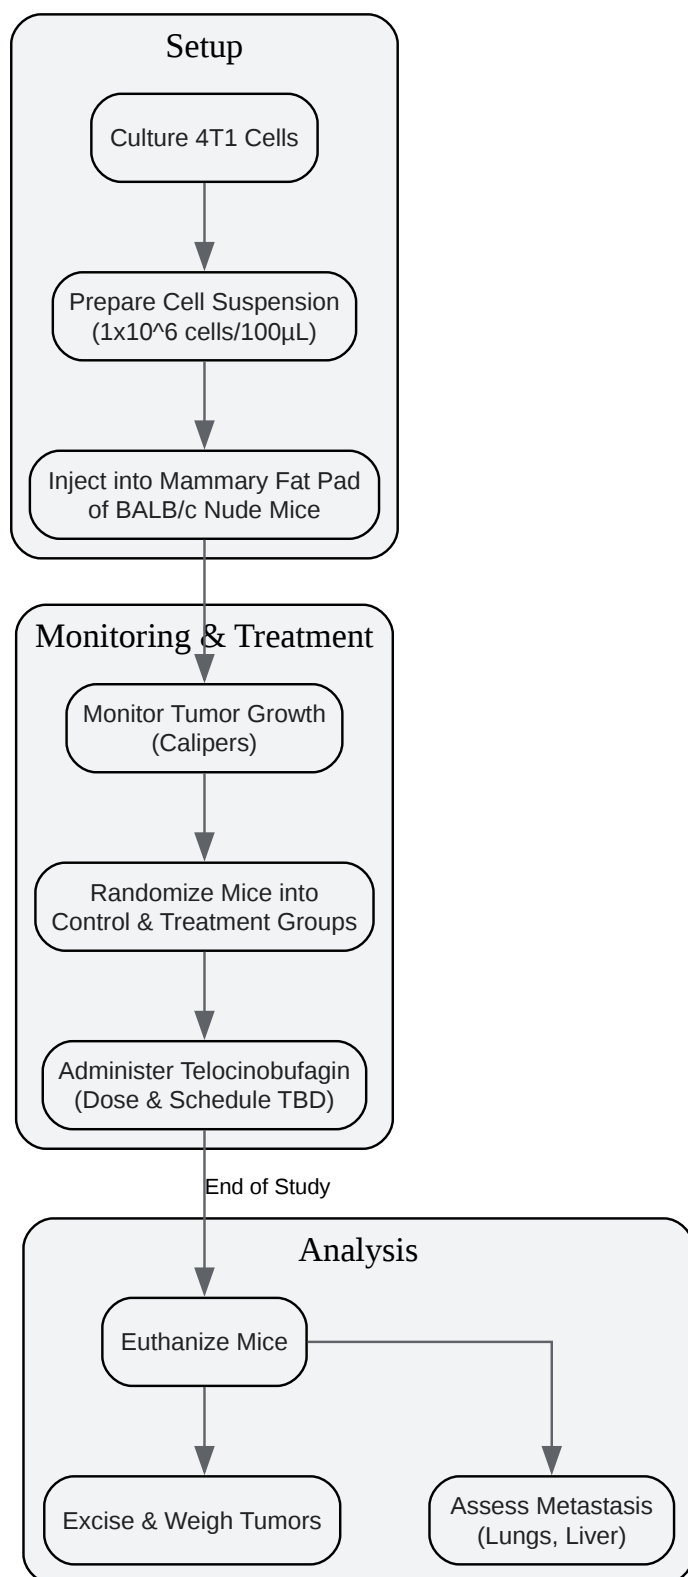 Setup
Culture 4T1 Cells
Prepare Cell Suspension
(1x10^6 cells/100µL)
Inject into Mammary Fat Pad
of BALB/c Nude Mice
Monitoring & Treatment
Monitor Tumor Growth
(Calipers)
Randomize Mice into
Control & Treatment Groups
Administer Telocinobufagin
(Dose & Schedule TBD)
End of Study
Analysis
Euthanize Mice
Excise & Weigh Tumors
Assess Metastasis
(Lungs, Liver)